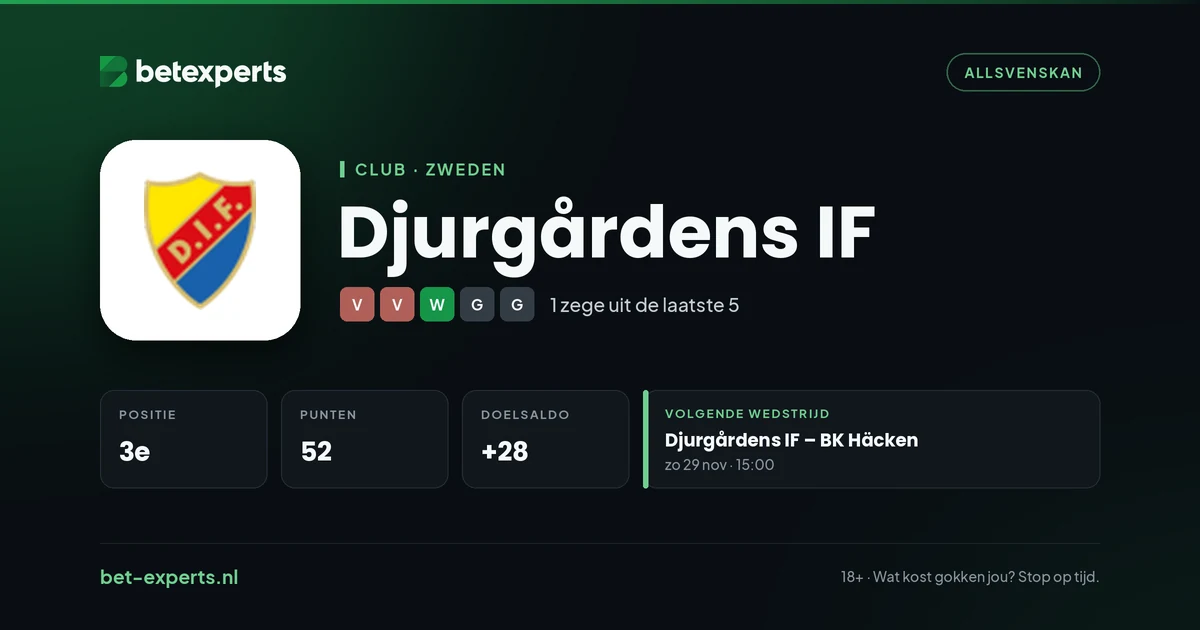 betexperts
ALLSVENSKAN
D.I.F.
CLUB · ZWEDEN
Djurgårdens IF
V V W G G 1 zege uit de laatste 5
POSITIE
3e
PUNTEN
52
DOELSALDO
+28
VOLGENDE WEDSTRIJD
Djurgårdens IF – BK Häcken
zo 29 nov · 15:00
bet-experts.nl
18+ · Wat kost gokken jou? Stop op tijd.